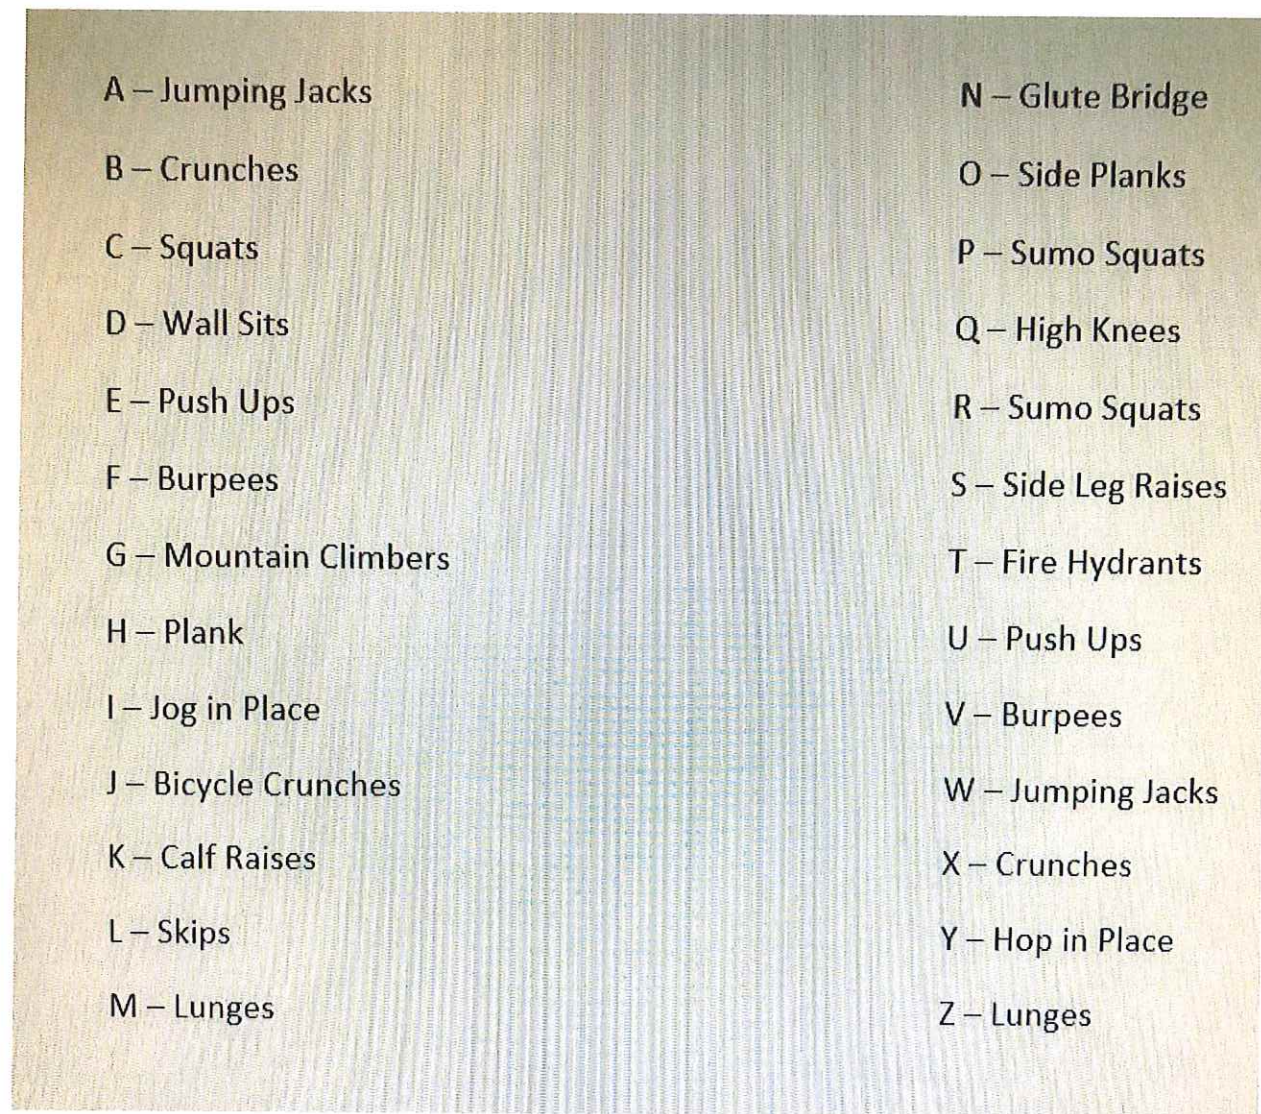 A – Jumping Jacks
B – Crunches
C – Squats
D – Wall Sits
E – Push Ups
F – Burpees
G – Mountain Climbers
H – Plank
I – Jog in Place
J – Bicycle Crunches
K – Calf Raises
L – Skips
M – Lunges
N – Glute Bridge
O – Side Planks
P – Sumo Squats
Q – High Knees
R – Sumo Squats
S – Side Leg Raises
T – Fire Hydrants
U – Push Ups
V – Burpees
W – Jumping Jacks
X – Crunches
Y – Hop in Place
Z – Lunges